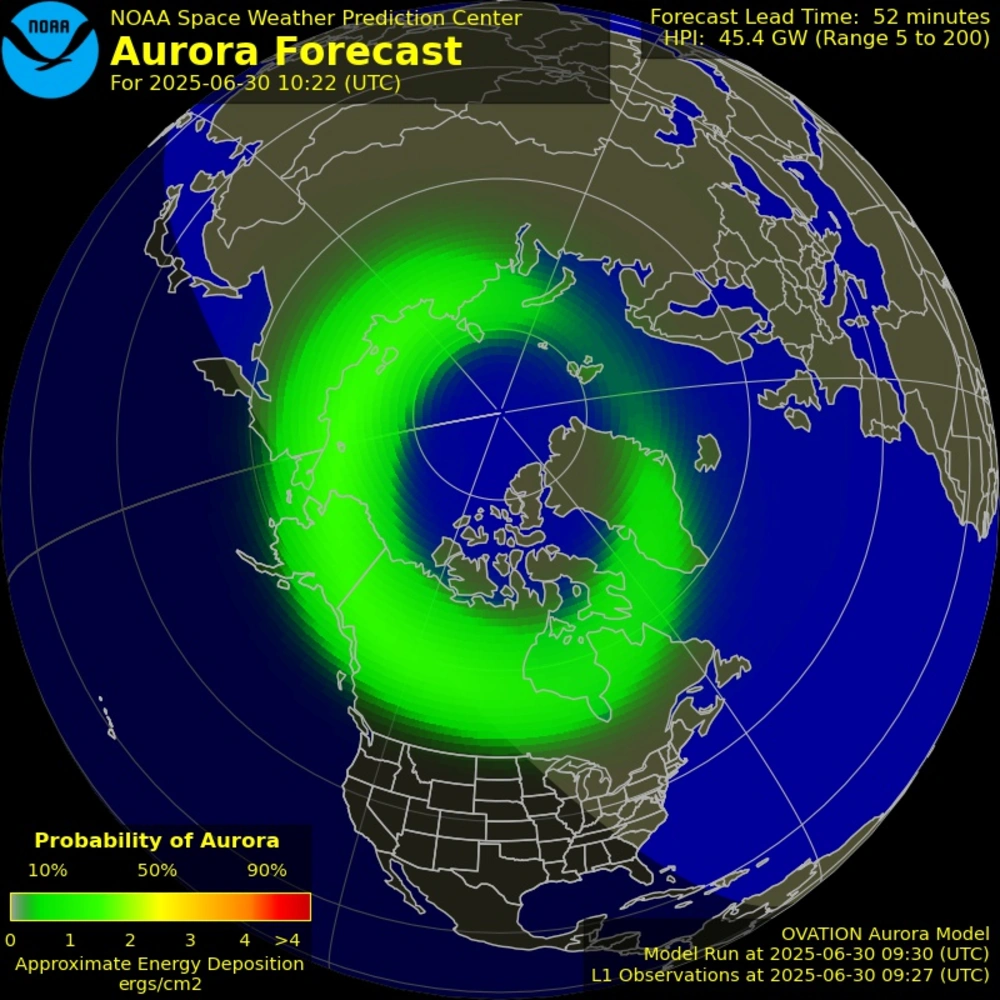 NOAA
NOAA Space Weather Prediction Center
Aurora Forecast
For 2025-06-30 10:22 (UTC)
Forecast Lead Time: 52 minutes
HPI: 45.4 GW (Range 5 to 200)
Probability of Aurora
10% 50% 90%
0 1 2 3 4 >4
Approximate Energy Deposition
ergs/cm2
OVATION Aurora Model
Model Run at 2025-06-30 09:30 (UTC)
L1 Observations at 2025-06-30 09:27 (UTC)